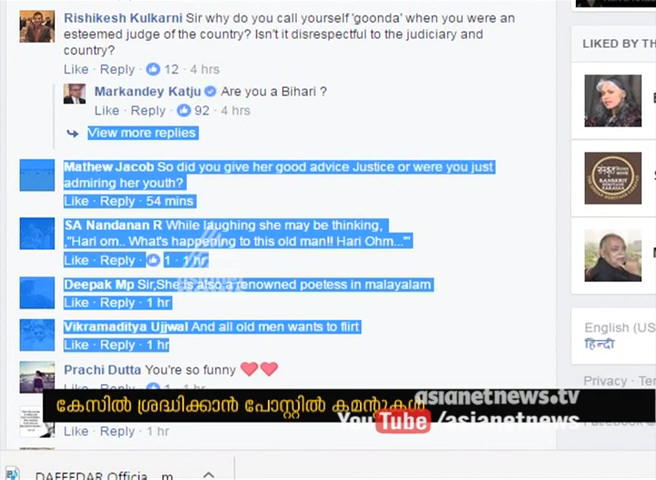 Rishikesh Kulkarni Sir why do you call yourself 'goonda' when you were an
esteemed judge of the country? Isn't it disrespectful to the judiciary and
country?
Like · Reply · 12 · 4 hrs
Markandey Katju Are you a Bihari ?
Like · Reply · 92 · 4 hrs
View more replies
Mathew Jacob So did you give her good advice Justice or were you just
admiring her youth?
Like · Reply · 54 mins
SA Nandanan R While laughing she may be thinking,
,"Hari om.. What's happening to this old man!! Hari Ohm..."'
Like · Reply · 1 · 1 hr
Deepak Mp Sir,She is also a renowned poetess in malayalam
Like · Reply · 1 hr
Vikramaditya Ujjwal And all old men wants to flirt
Like · Reply · 1 hr
Prachi Dutta You're so funny
Like · Reply · 1 · 1 hr
കേസിൽ ശ്രദ്ധിക്കാൻ പോസ്റ്റിൽ കമന്റുകൾ
asianetnews.tv
YouTube /asianetnews
Like · Reply · 1 hr
LIKED BY TH
English (US
हिन्दी
Privacy · Ter
DAFFEDAR Officia....m